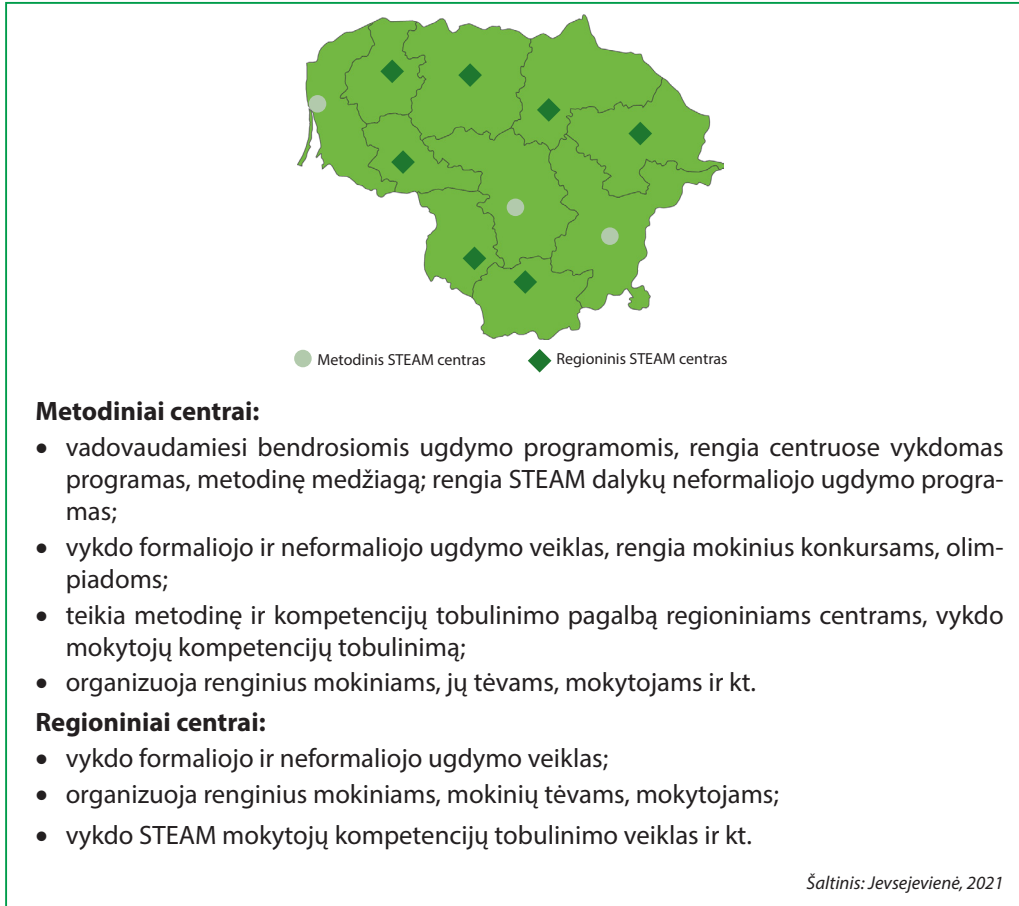 Metodinis STEAM centras
Regioninis STEAM centras
Metodiniai centrai:
• vadovaudamiesi bendrosiomis ugdymo programomis, rengia centruose vykdomas
programas, metodinę medžiagą; rengia STEAM dalykų neformaliojo ugdymo progra-
mas;
• vykdo formaliojo ir neformaliojo ugdymo veiklas, rengia mokinius konkursams, olim-
piadoms;
• teikia metodinę ir kompetencijų tobulinimo pagalbą regioniniams centrams, vykdo
mokytojų kompetencijų tobulinimą;
• organizuoja renginius mokiniams, jų tėvams, mokytojams ir kt.
Regioniniai centrai:
• vykdo formaliojo ir neformaliojo ugdymo veiklas;
• organizuoja renginius mokiniams, mokinių tėvams, mokytojams;
• vykdo STEAM mokytojų kompetencijų tobulinimo veiklas ir kt.
Šaltinis: Jevsejevienė, 2021